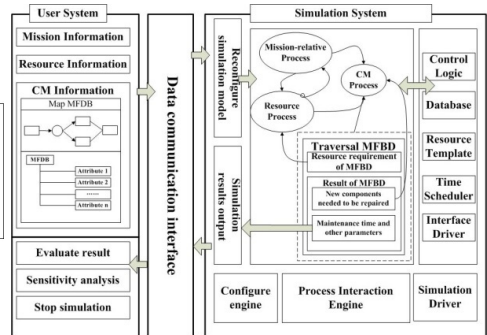 User System
Mission Information
Resource Information
CM Information
Map MFDB
MFDB
Attribute 1
Attribute 2
......
Attribute n
Evaluate result
Sensitivity analysis
Stop simulation
Data communication interface
Simulation System
Reconfigure
simulation model
Simulation
results output
Mission-relative
Process
CM
Process
Resource
Process
Traversal MFBD
Resource requirement
of MFBD
Result of MFBD
New components
needed to be repaired
Maintenance time and
other parameters
Control
Logic
Database
Resource
Template
Time
Scheduler
Interface
Driver
Configure
engine
Process Interaction
Engine
Simulation
Driver